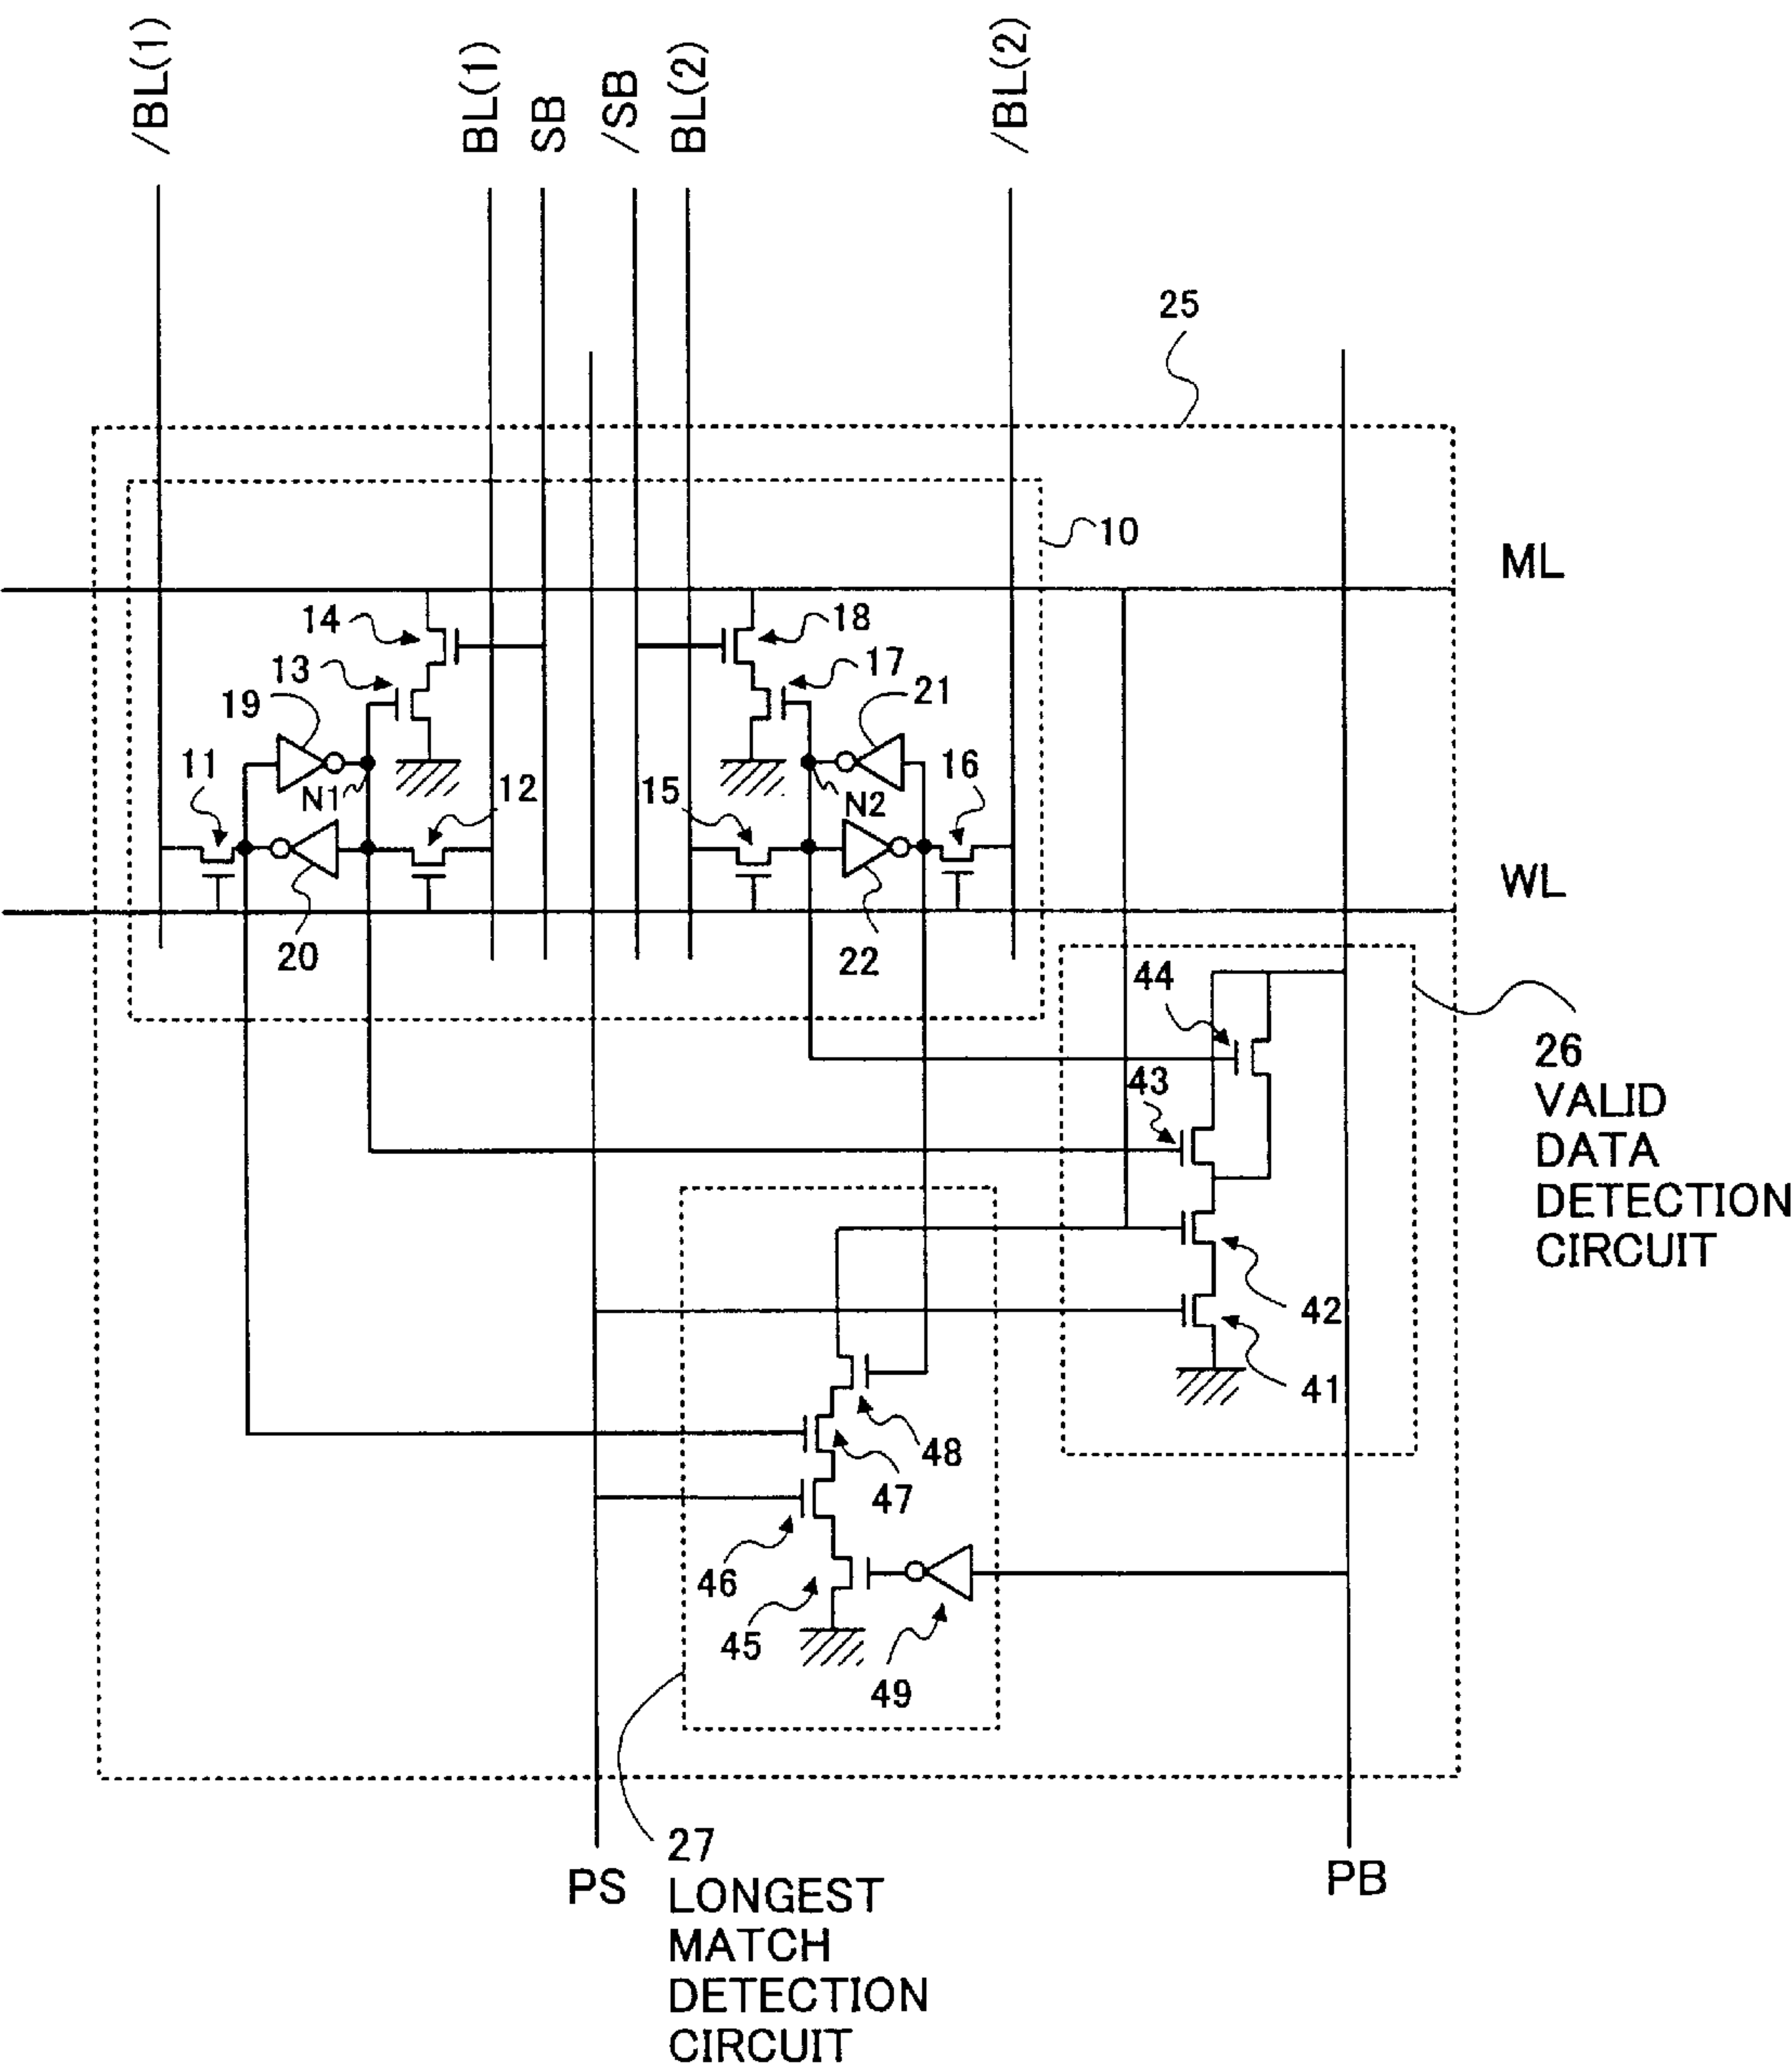 /BL(1)
BL(1)
SB
/SB
BL(2)
/BL(2)
25
10
ML
14
18
13
17
19
21
11
N1
12
15
N2
16
WL
20
22
44
26
VALID
DATA
DETECTION
CIRCUIT
43
42
41
48
47
46
45
49
27
LONGEST
MATCH
DETECTION
CIRCUIT
PS
PB